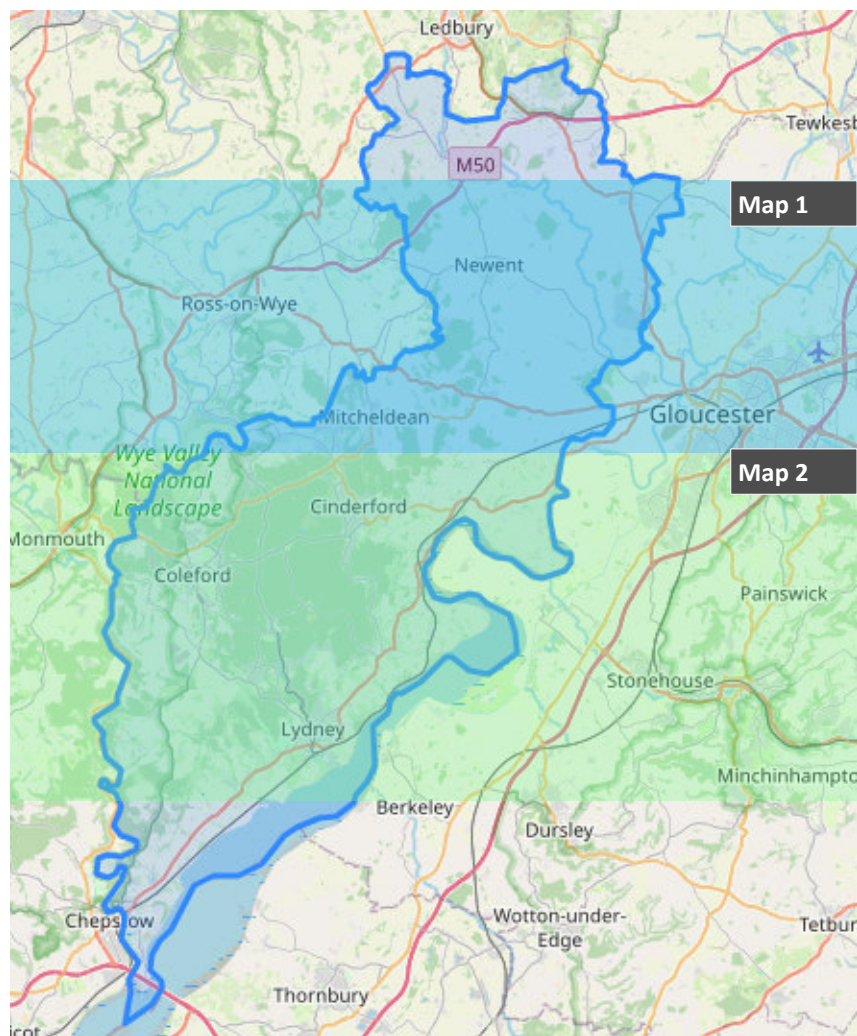 Ledbury
Tewkesb
M50
Map 1
Newent
Ross-on-Wye
Mitcheldean
Gloucester
Wye Valley
National
Landscape
Map 2
Cinderford
Monmouth
Coleford
Painswick
Stonehouse
Lydney
Minchinhampto
Berkeley
Dursley
Chepstow
Wotton-under-
Edge
Tetbur
Thornbury
icot